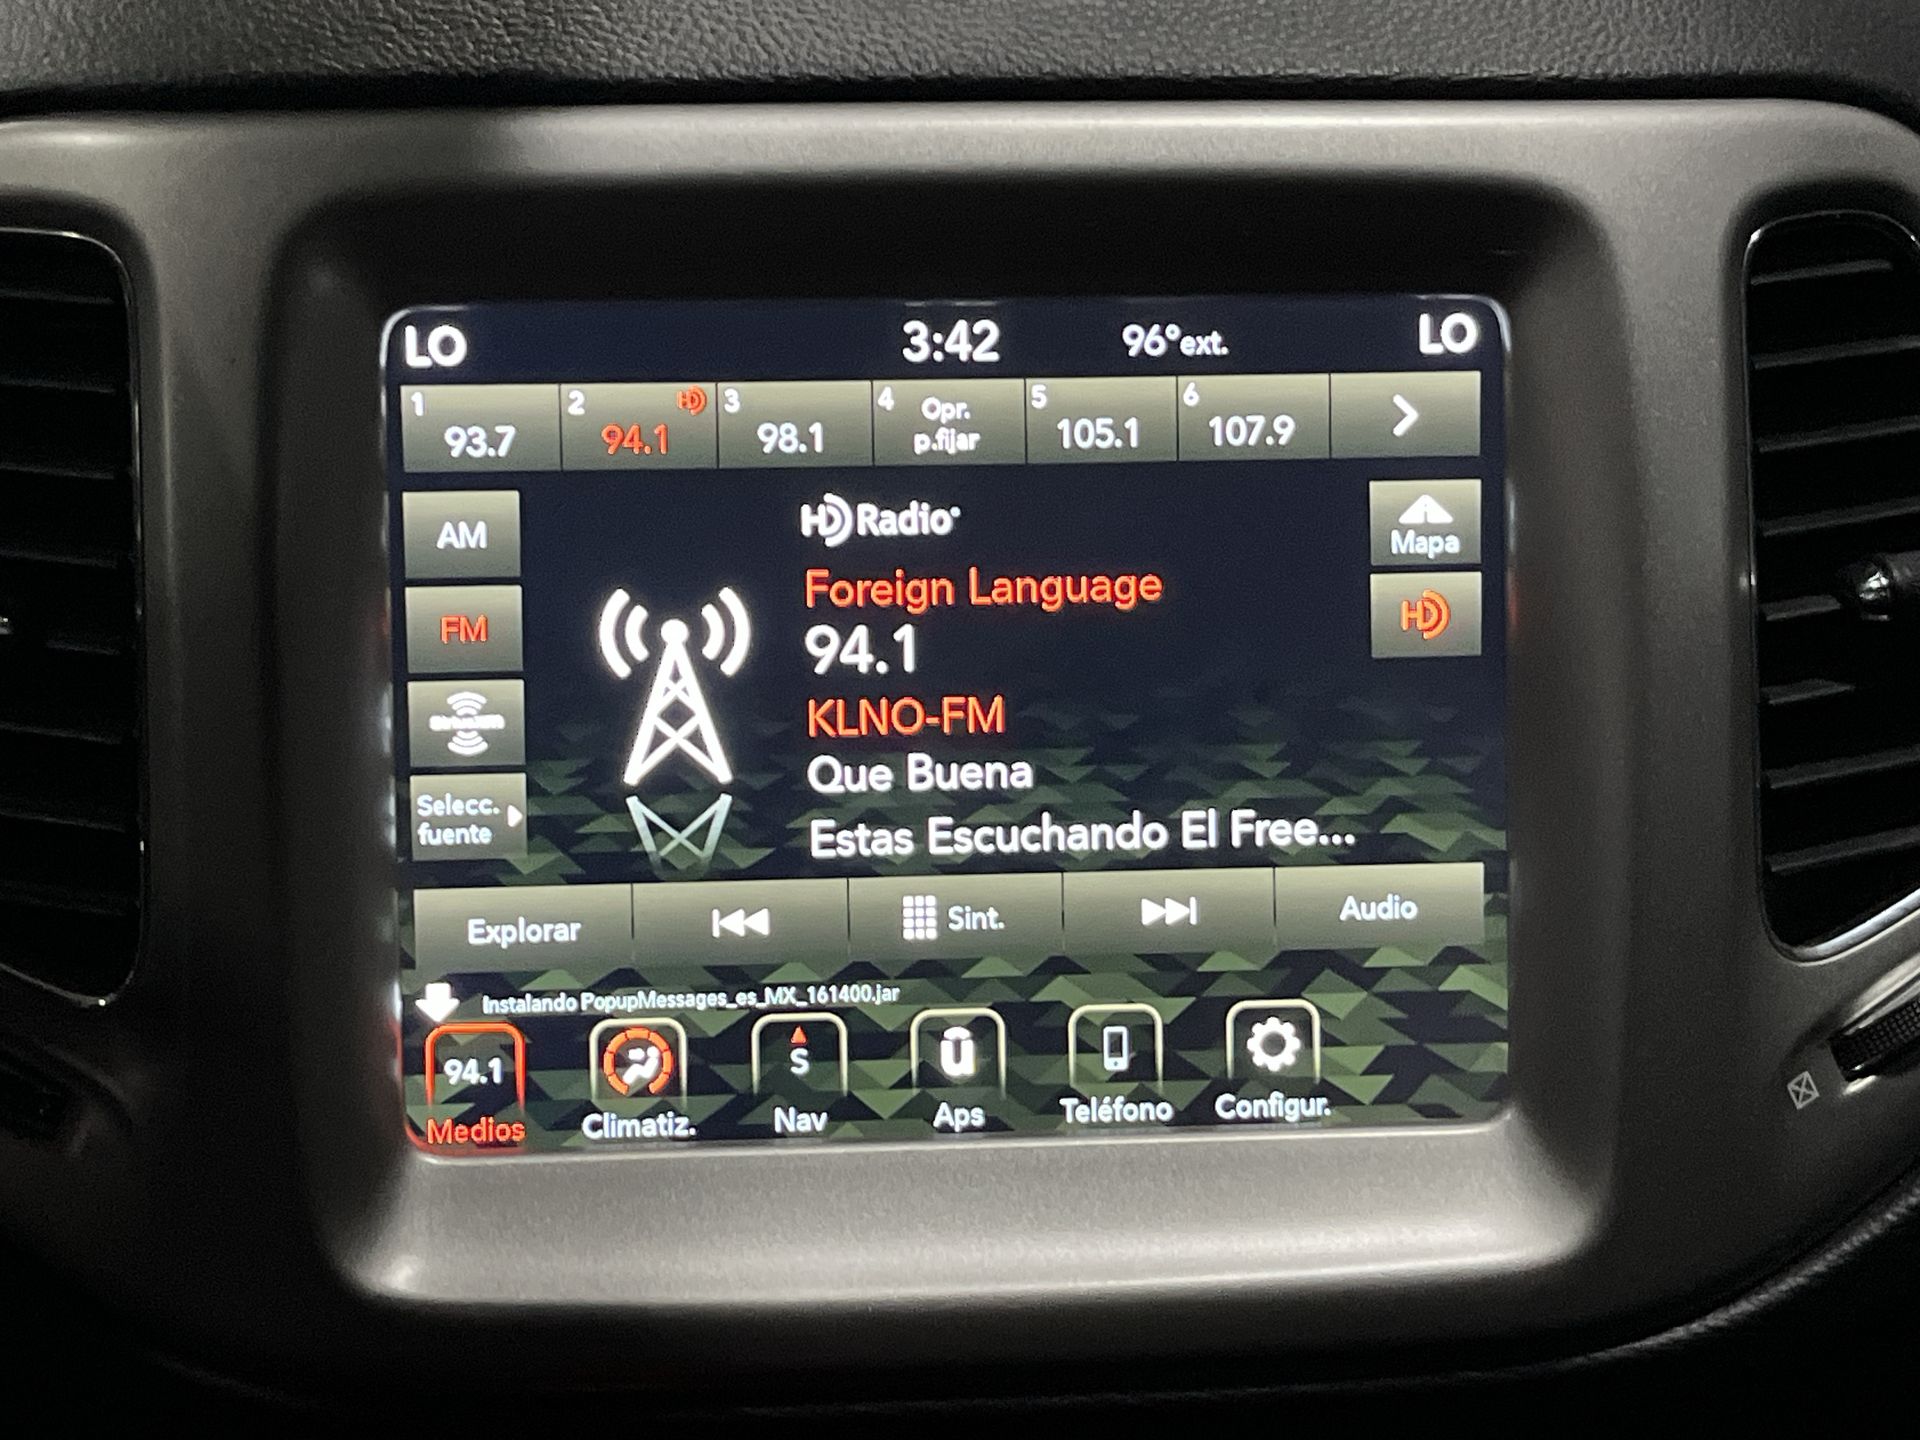 LO 3:42 96°ext. LO
1 93.7
2 HD 94.1
3 98.1
4 Opr. p.fijar
5 105.1
6 107.9
AM
FM
Selecc.
fuente
HD Radio
Foreign Language
94.1
KLNO-FM
Que Buena
Estas Escuchando El Free...
Mapa
HD
Explorar Sint. Audio
Instalando PopupMessages_es_MX_161400.jar
94.1 S û
Medios Climatiz. Nav Aps Teléfono Configur.